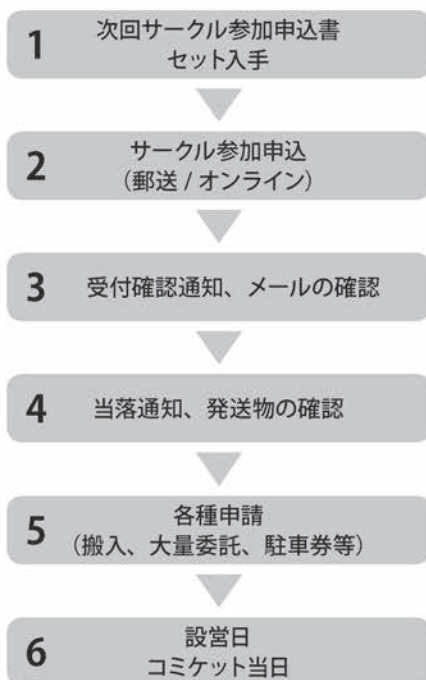 1
次回サークル参加申込書
セット入手
2
サークル参加申込
（郵送 / オンライン）
3
受付確認通知、メールの確認
4
当落通知、発送物の確認
5
各種申請
（搬入、大量委託、駐車券等）
6
設営日
コミケット当日